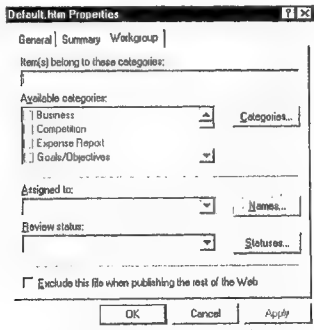 Default.htm Properties
General Summary Workgroup
Item(s) belong to these categories:
Available categories:
Business
Competition
Expense Report
Goals/Objectives
Categories...
Assigned to:
Names...
Review status:
Statuses...
Exclude this file when publishing the rest of the Web
OK Cancel Apply